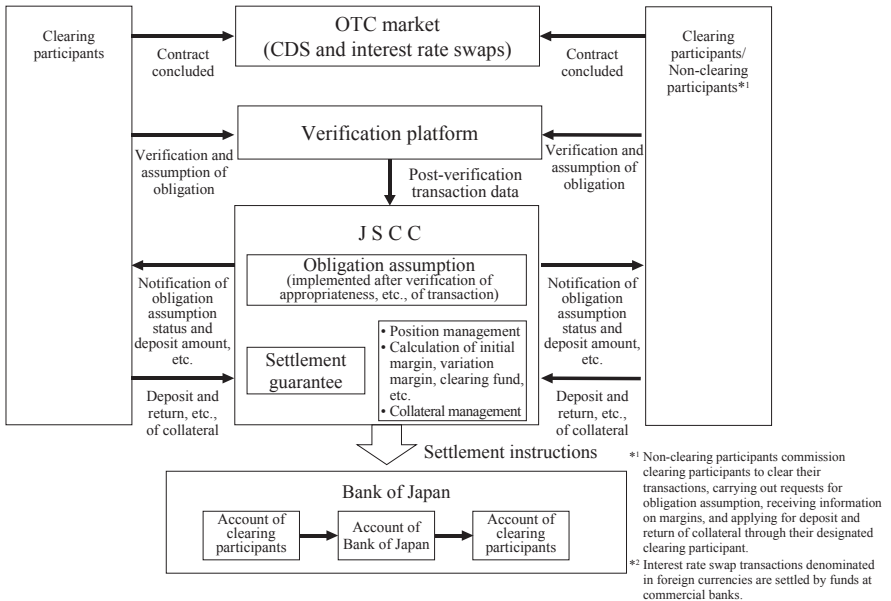 Clearing
participants
OTC market
(CDS and interest rate swaps)
Clearing
participants/
Non-clearing
participants*1
Contract
concluded
Contract
concluded
Verification platform
Verification and
assumption of
obligation
Verification and
assumption of
obligation
Post-verification
transaction data
J S C C
Obligation assumption
(implemented after verification of
appropriateness, etc., of transaction)
Notification of
obligation
assumption
status and
deposit amount,
etc.
Notification of
obligation
assumption
status and
deposit amount,
etc.
Settlement
guarantee
• Position management
• Calculation of initial
margin, variation
margin, clearing fund,
etc.
• Collateral management
Deposit and
return, etc.,
of collateral
Deposit and
return, etc.,
of collateral
Settlement instructions
Bank of Japan
Account of
clearing
participants
Account of
Bank of Japan
Account of
clearing
participants
*1 Non-clearing participants commission
clearing participants to clear their
transactions, carrying out requests for
obligation assumption, receiving information
on margins, and applying for deposit and
return of collateral through their designated
clearing participant.
*2 Interest rate swap transactions denominated
in foreign currencies are settled by funds at
commercial banks.